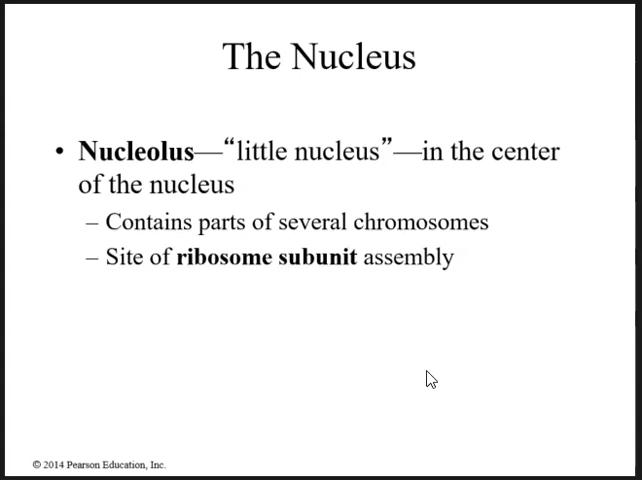 The Nucleus
• Nucleolus—“little nucleus”—in the center
of the nucleus
– Contains parts of several chromosomes
– Site of ribosome subunit assembly
© 2014 Pearson Education, Inc.